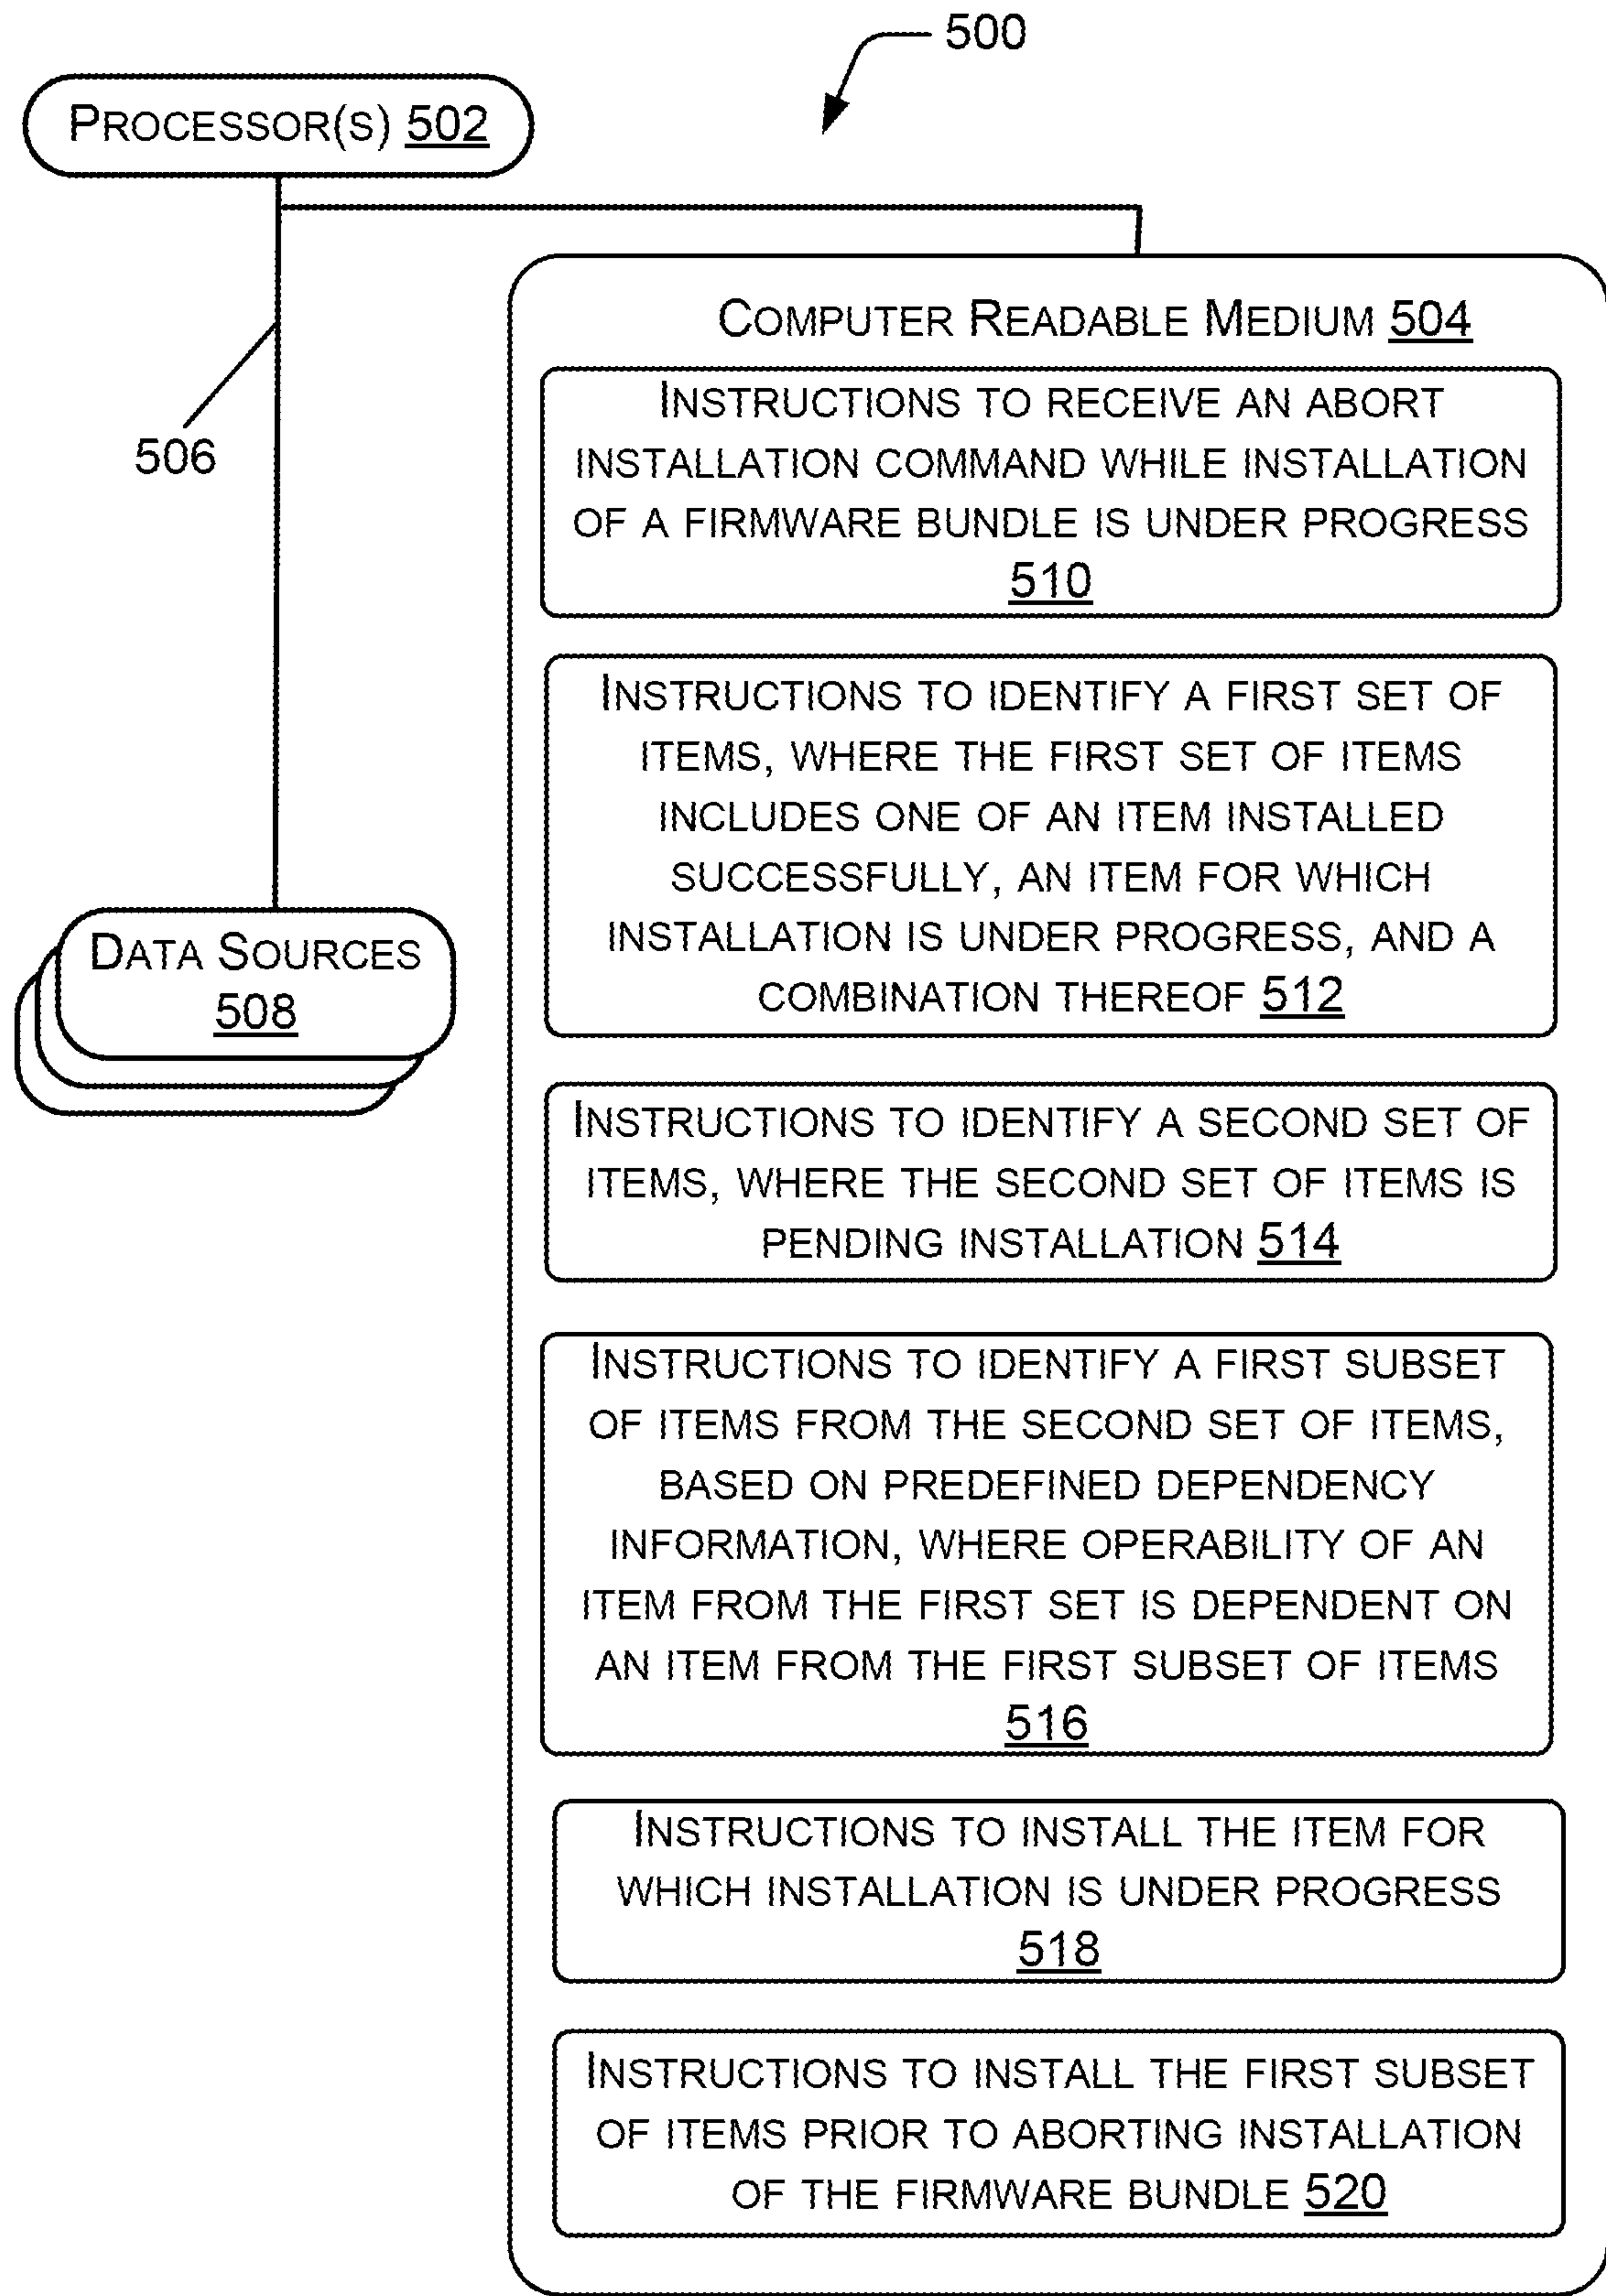 500
PROCESSOR(S) 502
506
DATA SOURCES
508
COMPUTER READABLE MEDIUM 504
INSTRUCTIONS TO RECEIVE AN ABORT
INSTALLATION COMMAND WHILE INSTALLATION
OF A FIRMWARE BUNDLE IS UNDER PROGRESS
510
INSTRUCTIONS TO IDENTIFY A FIRST SET OF
ITEMS, WHERE THE FIRST SET OF ITEMS
INCLUDES ONE OF AN ITEM INSTALLED
SUCCESSFULLY, AN ITEM FOR WHICH
INSTALLATION IS UNDER PROGRESS, AND A
COMBINATION THEREOF 512
INSTRUCTIONS TO IDENTIFY A SECOND SET OF
ITEMS, WHERE THE SECOND SET OF ITEMS IS
PENDING INSTALLATION 514
INSTRUCTIONS TO IDENTIFY A FIRST SUBSET
OF ITEMS FROM THE SECOND SET OF ITEMS,
BASED ON PREDEFINED DEPENDENCY
INFORMATION, WHERE OPERABILITY OF AN
ITEM FROM THE FIRST SET IS DEPENDENT ON
AN ITEM FROM THE FIRST SUBSET OF ITEMS
516
INSTRUCTIONS TO INSTALL THE ITEM FOR
WHICH INSTALLATION IS UNDER PROGRESS
518
INSTRUCTIONS TO INSTALL THE FIRST SUBSET
OF ITEMS PRIOR TO ABORTING INSTALLATION
OF THE FIRMWARE BUNDLE 520